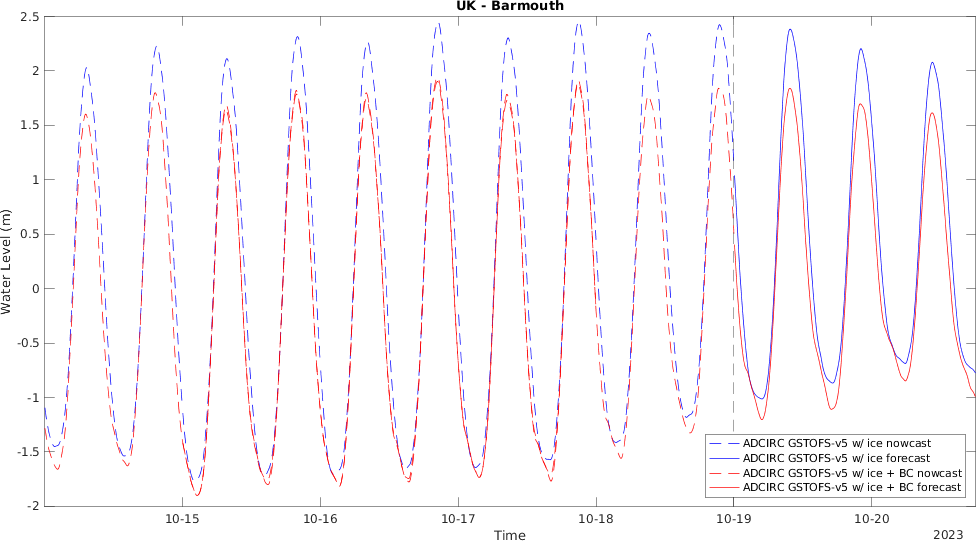 UK - Barmouth
2.5
2
1.5
1
0.5
0
-0.5
-1
-1.5
-2
Water Level (m)
ADCIRC GSTOFS-v5 w/ ice nowcast
ADCIRC GSTOFS-v5 w/ ice forecast
ADCIRC GSTOFS-v5 w/ ice + BC nowcast
ADCIRC GSTOFS-v5 w/ ice + BC forecast
10-15 10-16 10-17 10-18 10-19 10-20
Time
2023